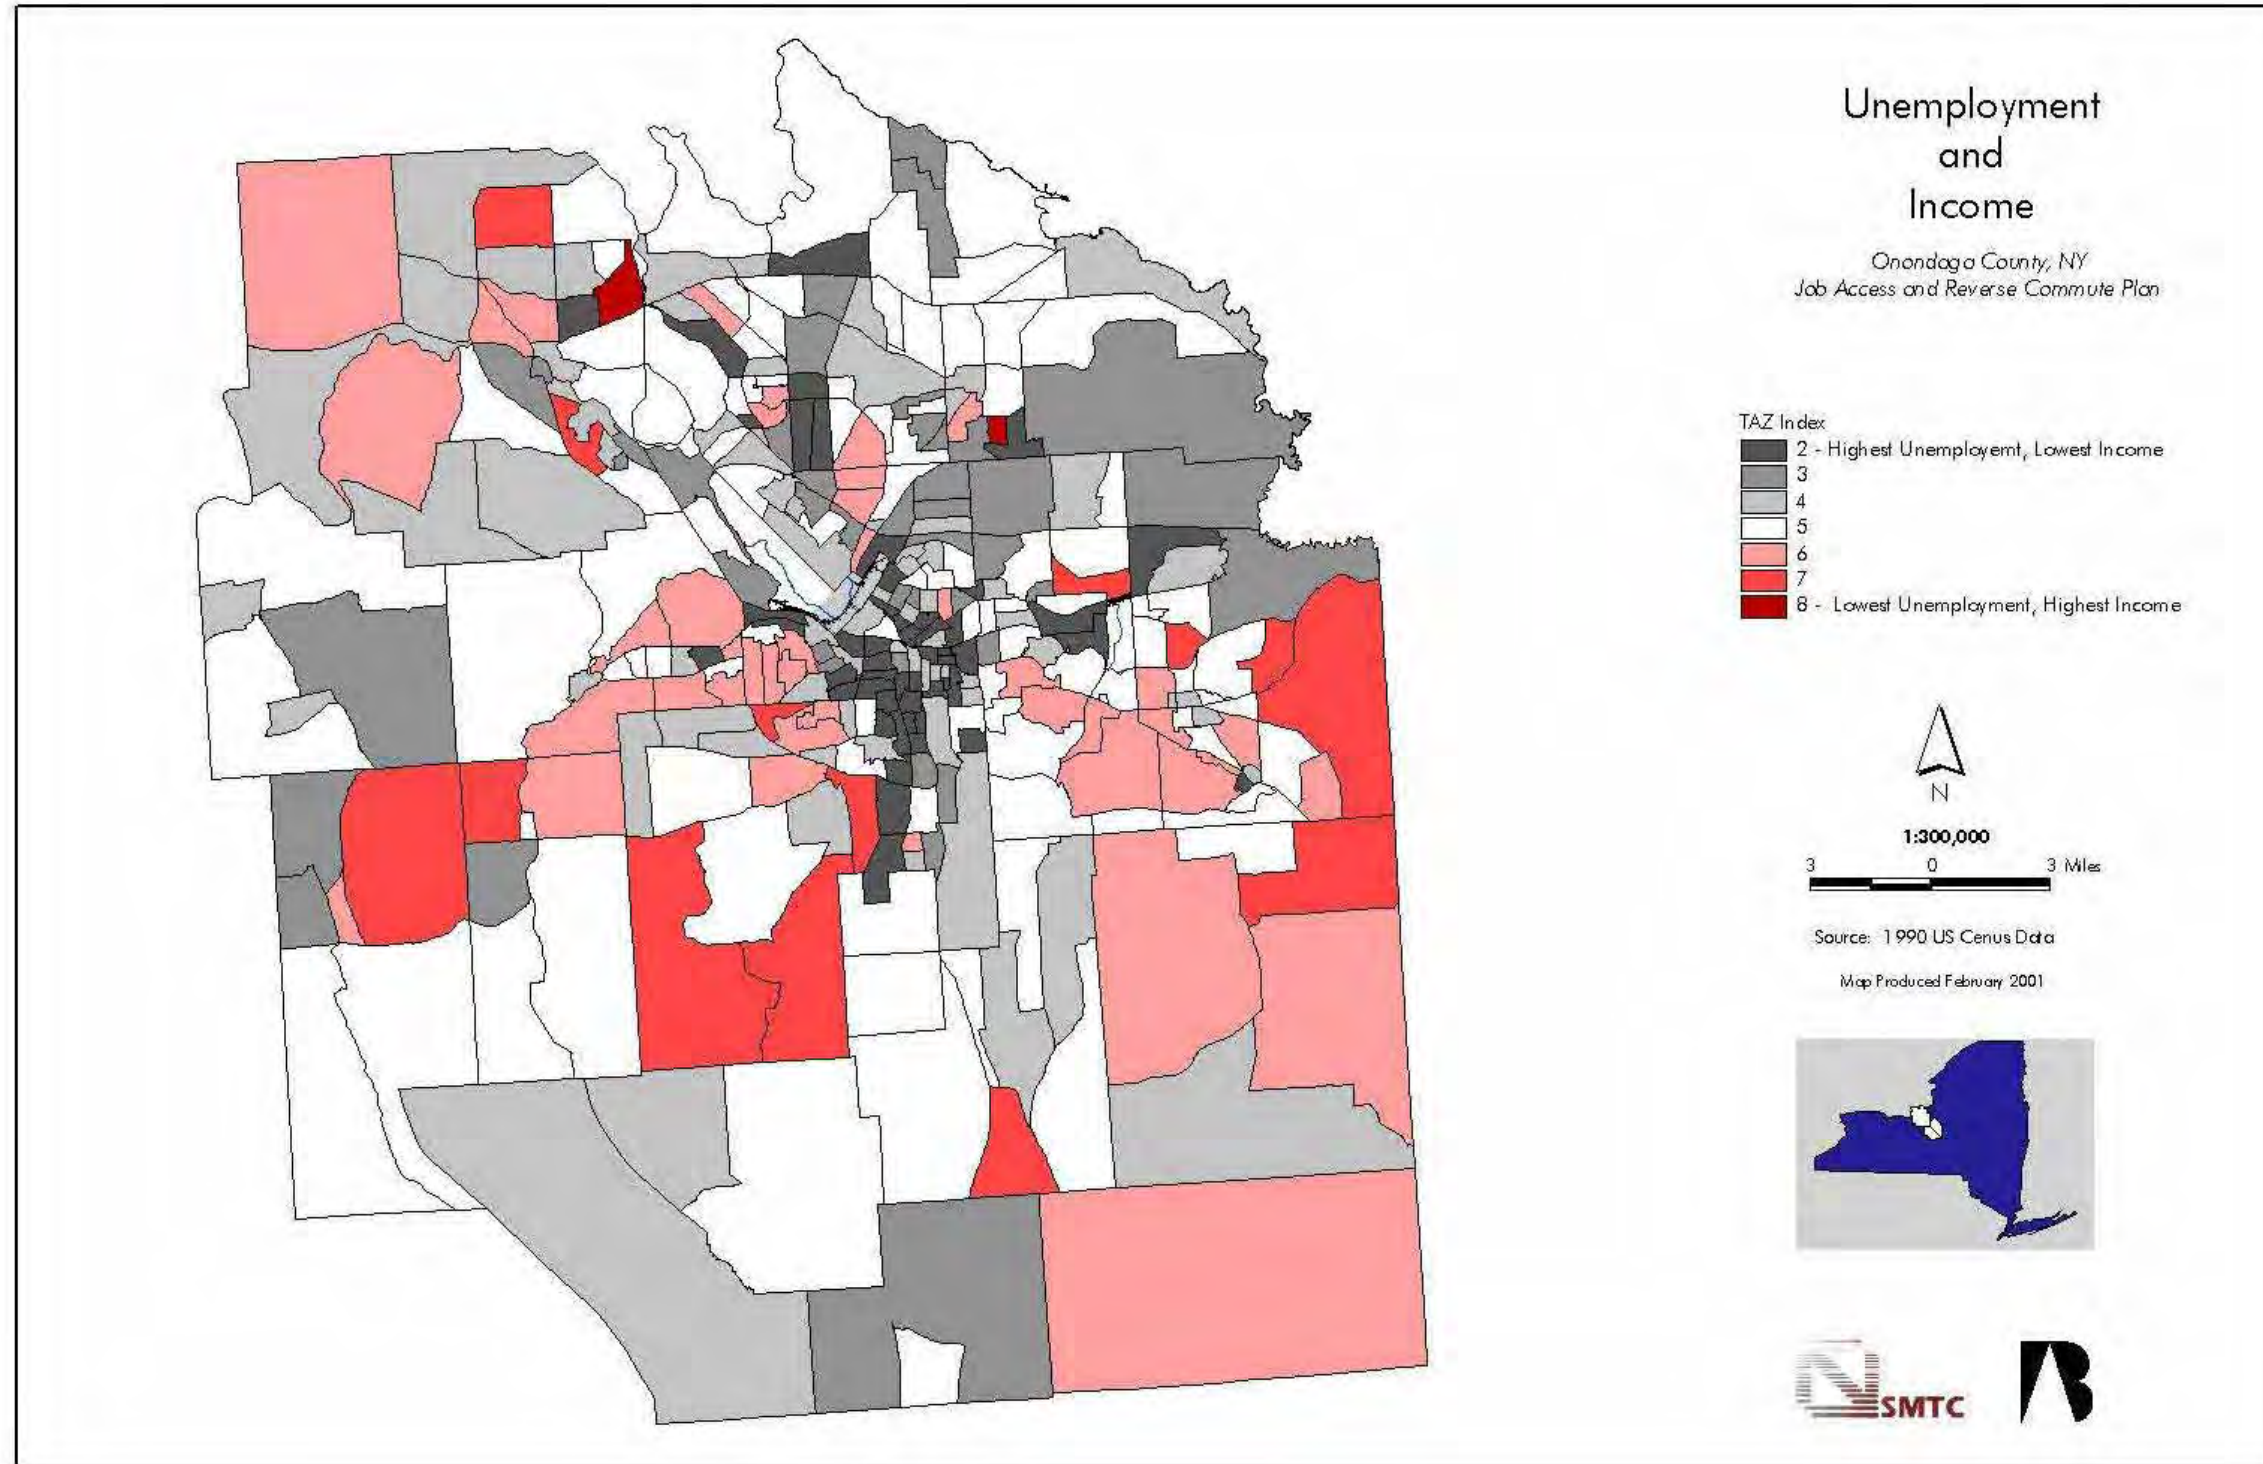 Unemployment
and
Income
Onondaga County, NY
Job Access and Reverse Commute Plan
TAZ Index
2 - Highest Unemployemt, Lowest Income
3
4
5
6
7
8 - Lowest Unemployment, Highest Income
N
1:300,000
3 0 3 Miles
Source: 1990 US Cenus Data
Map Produced February 2001
SMTC